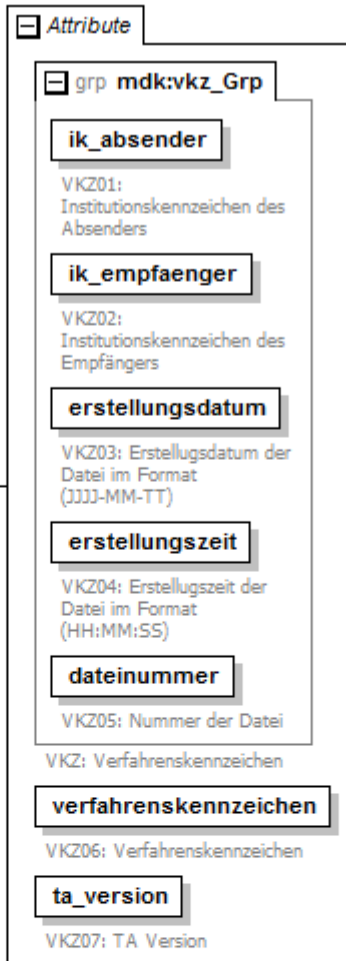 Attribute
grp mdk:vkz_Grp
ik_absender
VKZ01:
Institutionskennzeichen des
Absenders
ik_empfaenger
VKZ02:
Institutionskennzeichen des
Empfängers
erstellungsdatum
VKZ03: Erstellugsdatum der
Datei im Format
(JJJJ-MM-TT)
erstellungszeit
VKZ04: Erstellugszeit der
Datei im Format
(HH:MM:SS)
dateinummer
VKZ05: Nummer der Datei
VKZ: Verfahrenskennzeichen
verfahrenskennzeichen
VKZ06: Verfahrenskennzeichen
ta_version
VKZ07: TA Version